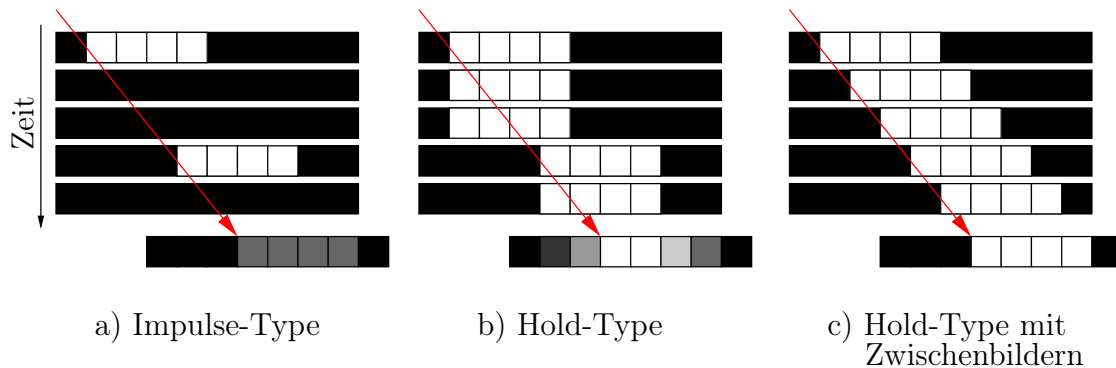 Zeit
a) Impulse-Type
b) Hold-Type
c) Hold-Type mit
Zwischenbildern